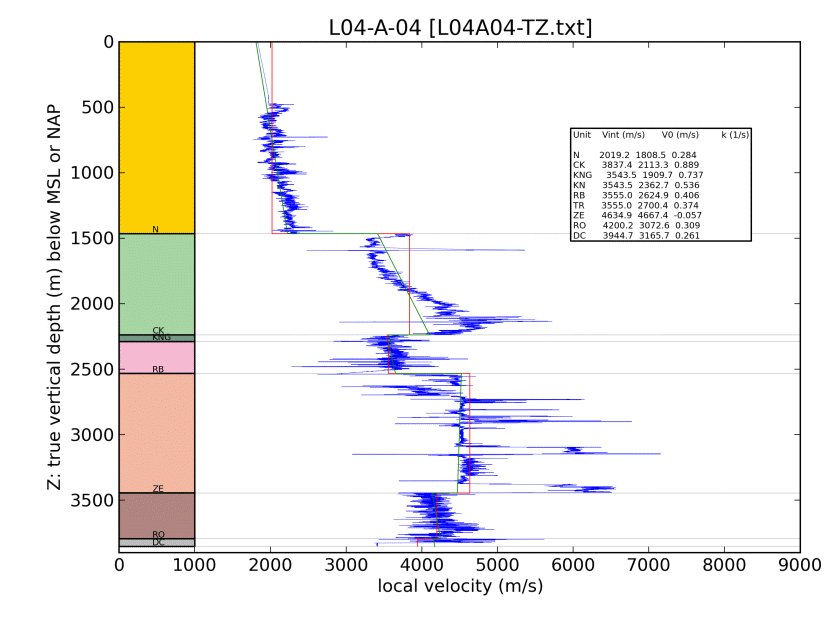 L04-A-04 [L04A04-TZ.txt]
Z: true vertical depth (m) below MSL or NAP
0
500
1000
1500
2000
2500
3000
3500
N
CK
KNG
RB
ZE
RO
DC
Unit Vint (m/s) V0 (m/s) k (1/s)
N 2019.2 1808.5 0.284
CK 3837.4 2113.3 0.889
KNG 3543.5 1909.7 0.737
KN 3543.5 2362.7 0.536
RB 3555.0 2624.9 0.406
TR 3555.0 2700.4 0.374
ZE 4634.9 4667.4 -0.057
RO 4200.2 3072.6 0.309
DC 3944.7 3165.7 0.261
0 1000 2000 3000 4000 5000 6000 7000 8000 9000
local velocity (m/s)